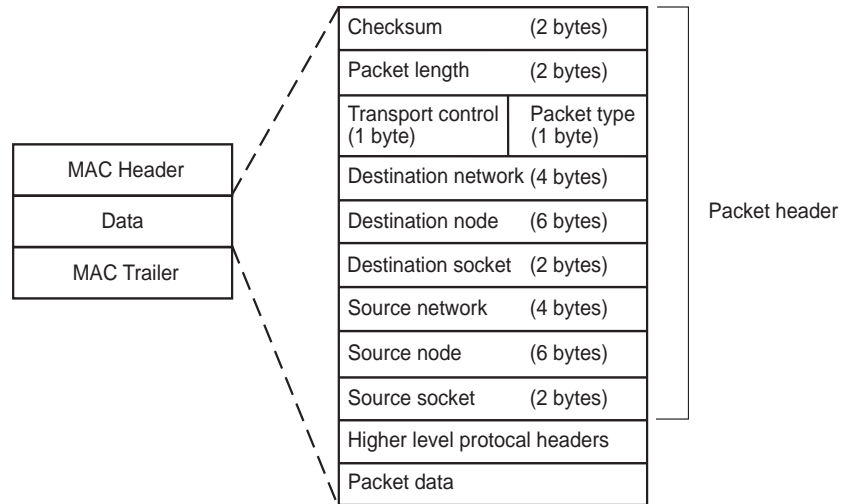 MAC Header
Data
MAC Trailer
Checksum (2 bytes)
Packet length (2 bytes)
Transport control
(1 byte)
Packet type
(1 byte)
Destination network (4 bytes)
Destination node (6 bytes)
Destination socket (2 bytes)
Source network (4 bytes)
Source node (6 bytes)
Source socket (2 bytes)
Higher level protocal headers
Packet data
Packet header